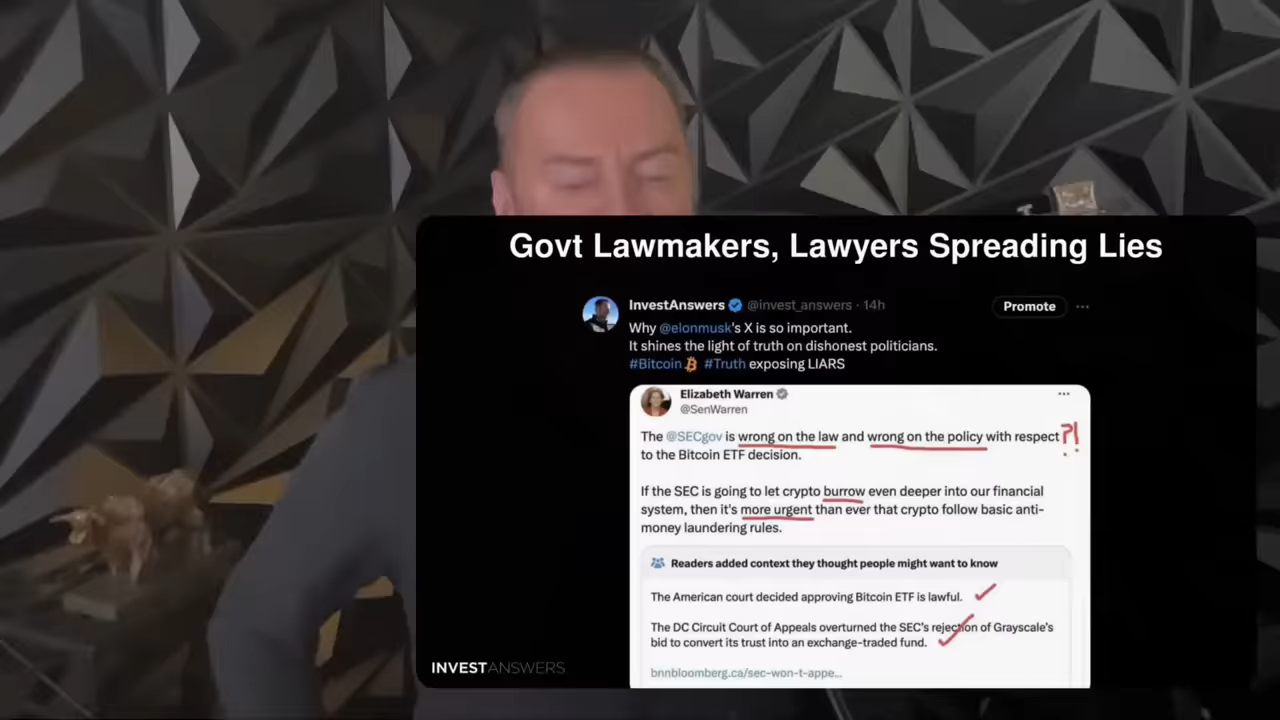 Govt Lawmakers, Lawyers Spreading Lies
InvestAnswers @invest_answers · 14h
Promote
Why @elonmusk's X is so important.
It shines the light of truth on dishonest politicians.
#Bitcoin #Truth exposing LIARS
Elizabeth Warren
@SenWarren
The @SECgov is wrong on the law and wrong on the policy with respect ?!
to the Bitcoin ETF decision.
If the SEC is going to let crypto burrow even deeper into our financial
system, then it's more urgent than ever that crypto follow basic anti-
money laundering rules.
Readers added context they thought people might want to know
The American court decided approving Bitcoin ETF is lawful.
The DC Circuit Court of Appeals overturned the SEC's rejection of Grayscale's
bid to convert its trust into an exchange-traded fund.
bnnbloomberg.ca/sec-won-t-appe...
INVESTANSWERS